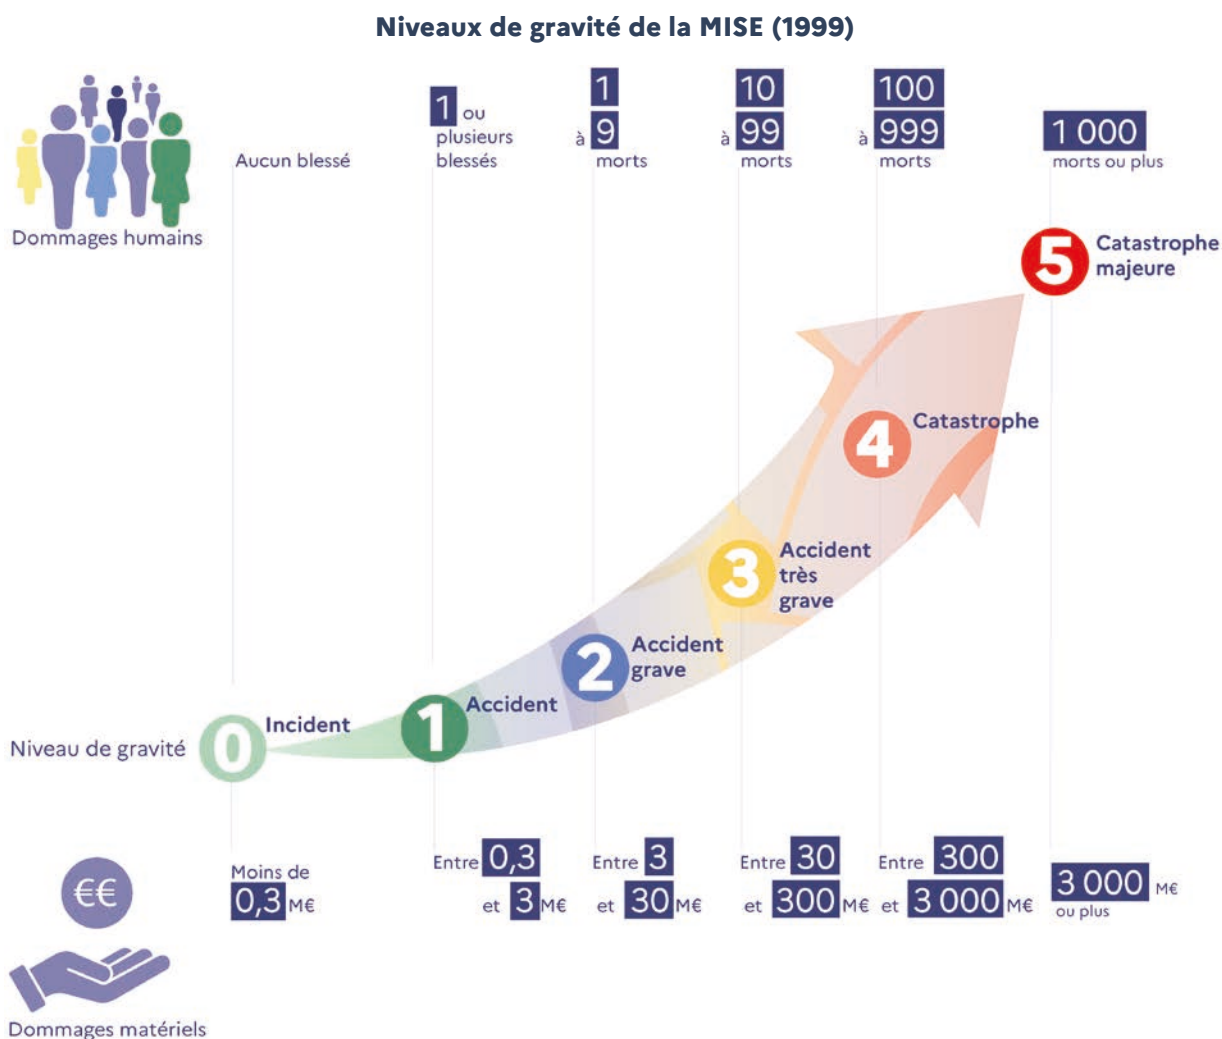 Niveaux de gravité de la MISE (1999)
Dommages humains
Aucun blessé
1 ou
plusieurs
blessés
1
à 9
morts
10
à 99
morts
100
à 999
morts
1 000
morts ou plus
5 Catastrophe
majeure
4 Catastrophe
3 Accident
très
grave
2 Accident
grave
1 Accident
Niveau de gravité 0 Incident
€€
Dommages matériels
Moins de
0,3 M€
Entre 0,3
et 3 M€
Entre 3
et 30 M€
Entre 30
et 300 M€
Entre 300
et 3 000 M€
3 000 M€
ou plus